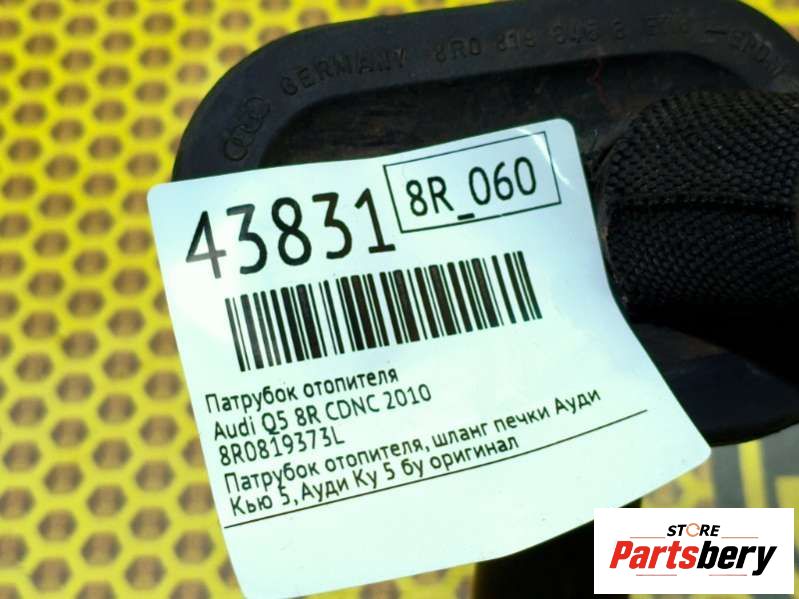 GERMANY 8R0 819
43831
8R_060
Патрубок отопителя
Audi Q5 8R CDNC 2010
8R0819373L
Патрубок отопителя, шланг печки Ауди
Кью 5, Ауди Ку 5 бу оригинал
STORE
Partsbery